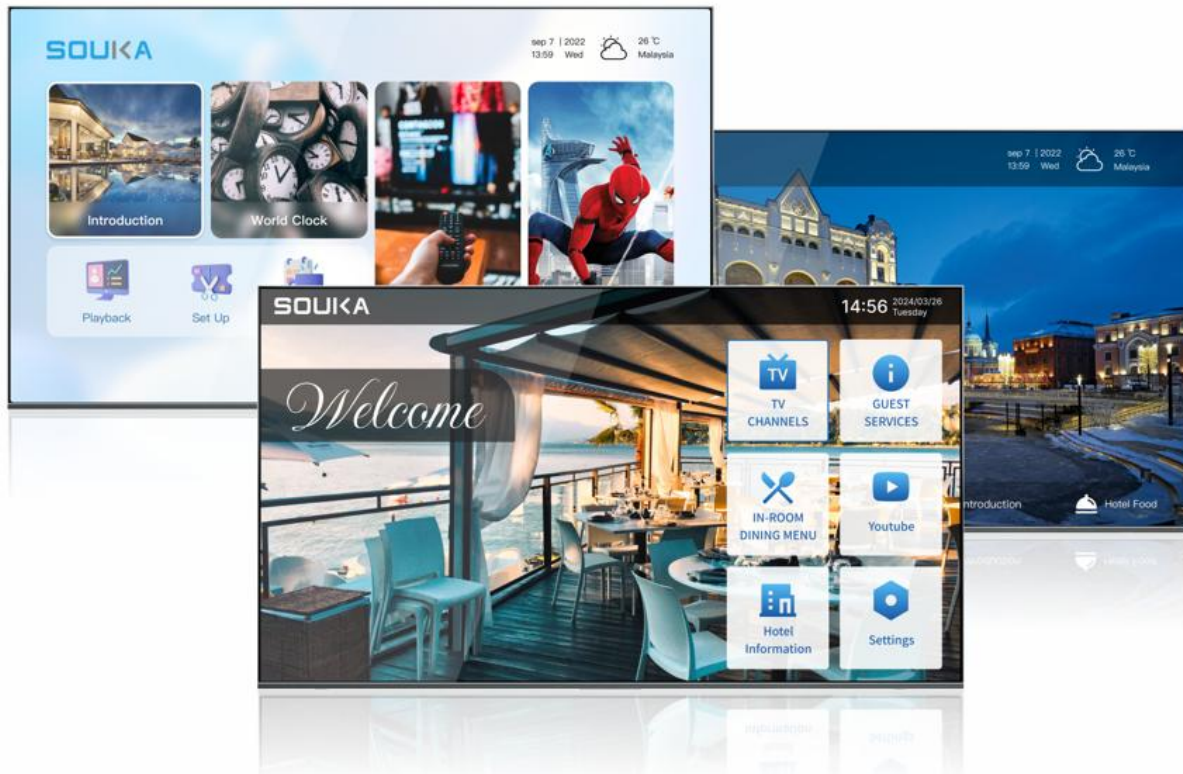 SOUKA
sep 7 | 2022
13:59 Wed
26 °C
Malaysia
Introduction
World Clock
Playback
Set Up
sep 7 | 2022
13:59 Wed
26 °C
Malaysia
SOUKA
14:56
2024/03/26
Tuesday
Welcome
TV
TV
CHANNELS
i
GUEST
SERVICES
IN-ROOM
DINING MENU
Youtube
Hotel
Information
Settings
ntroduction
Hotel Food